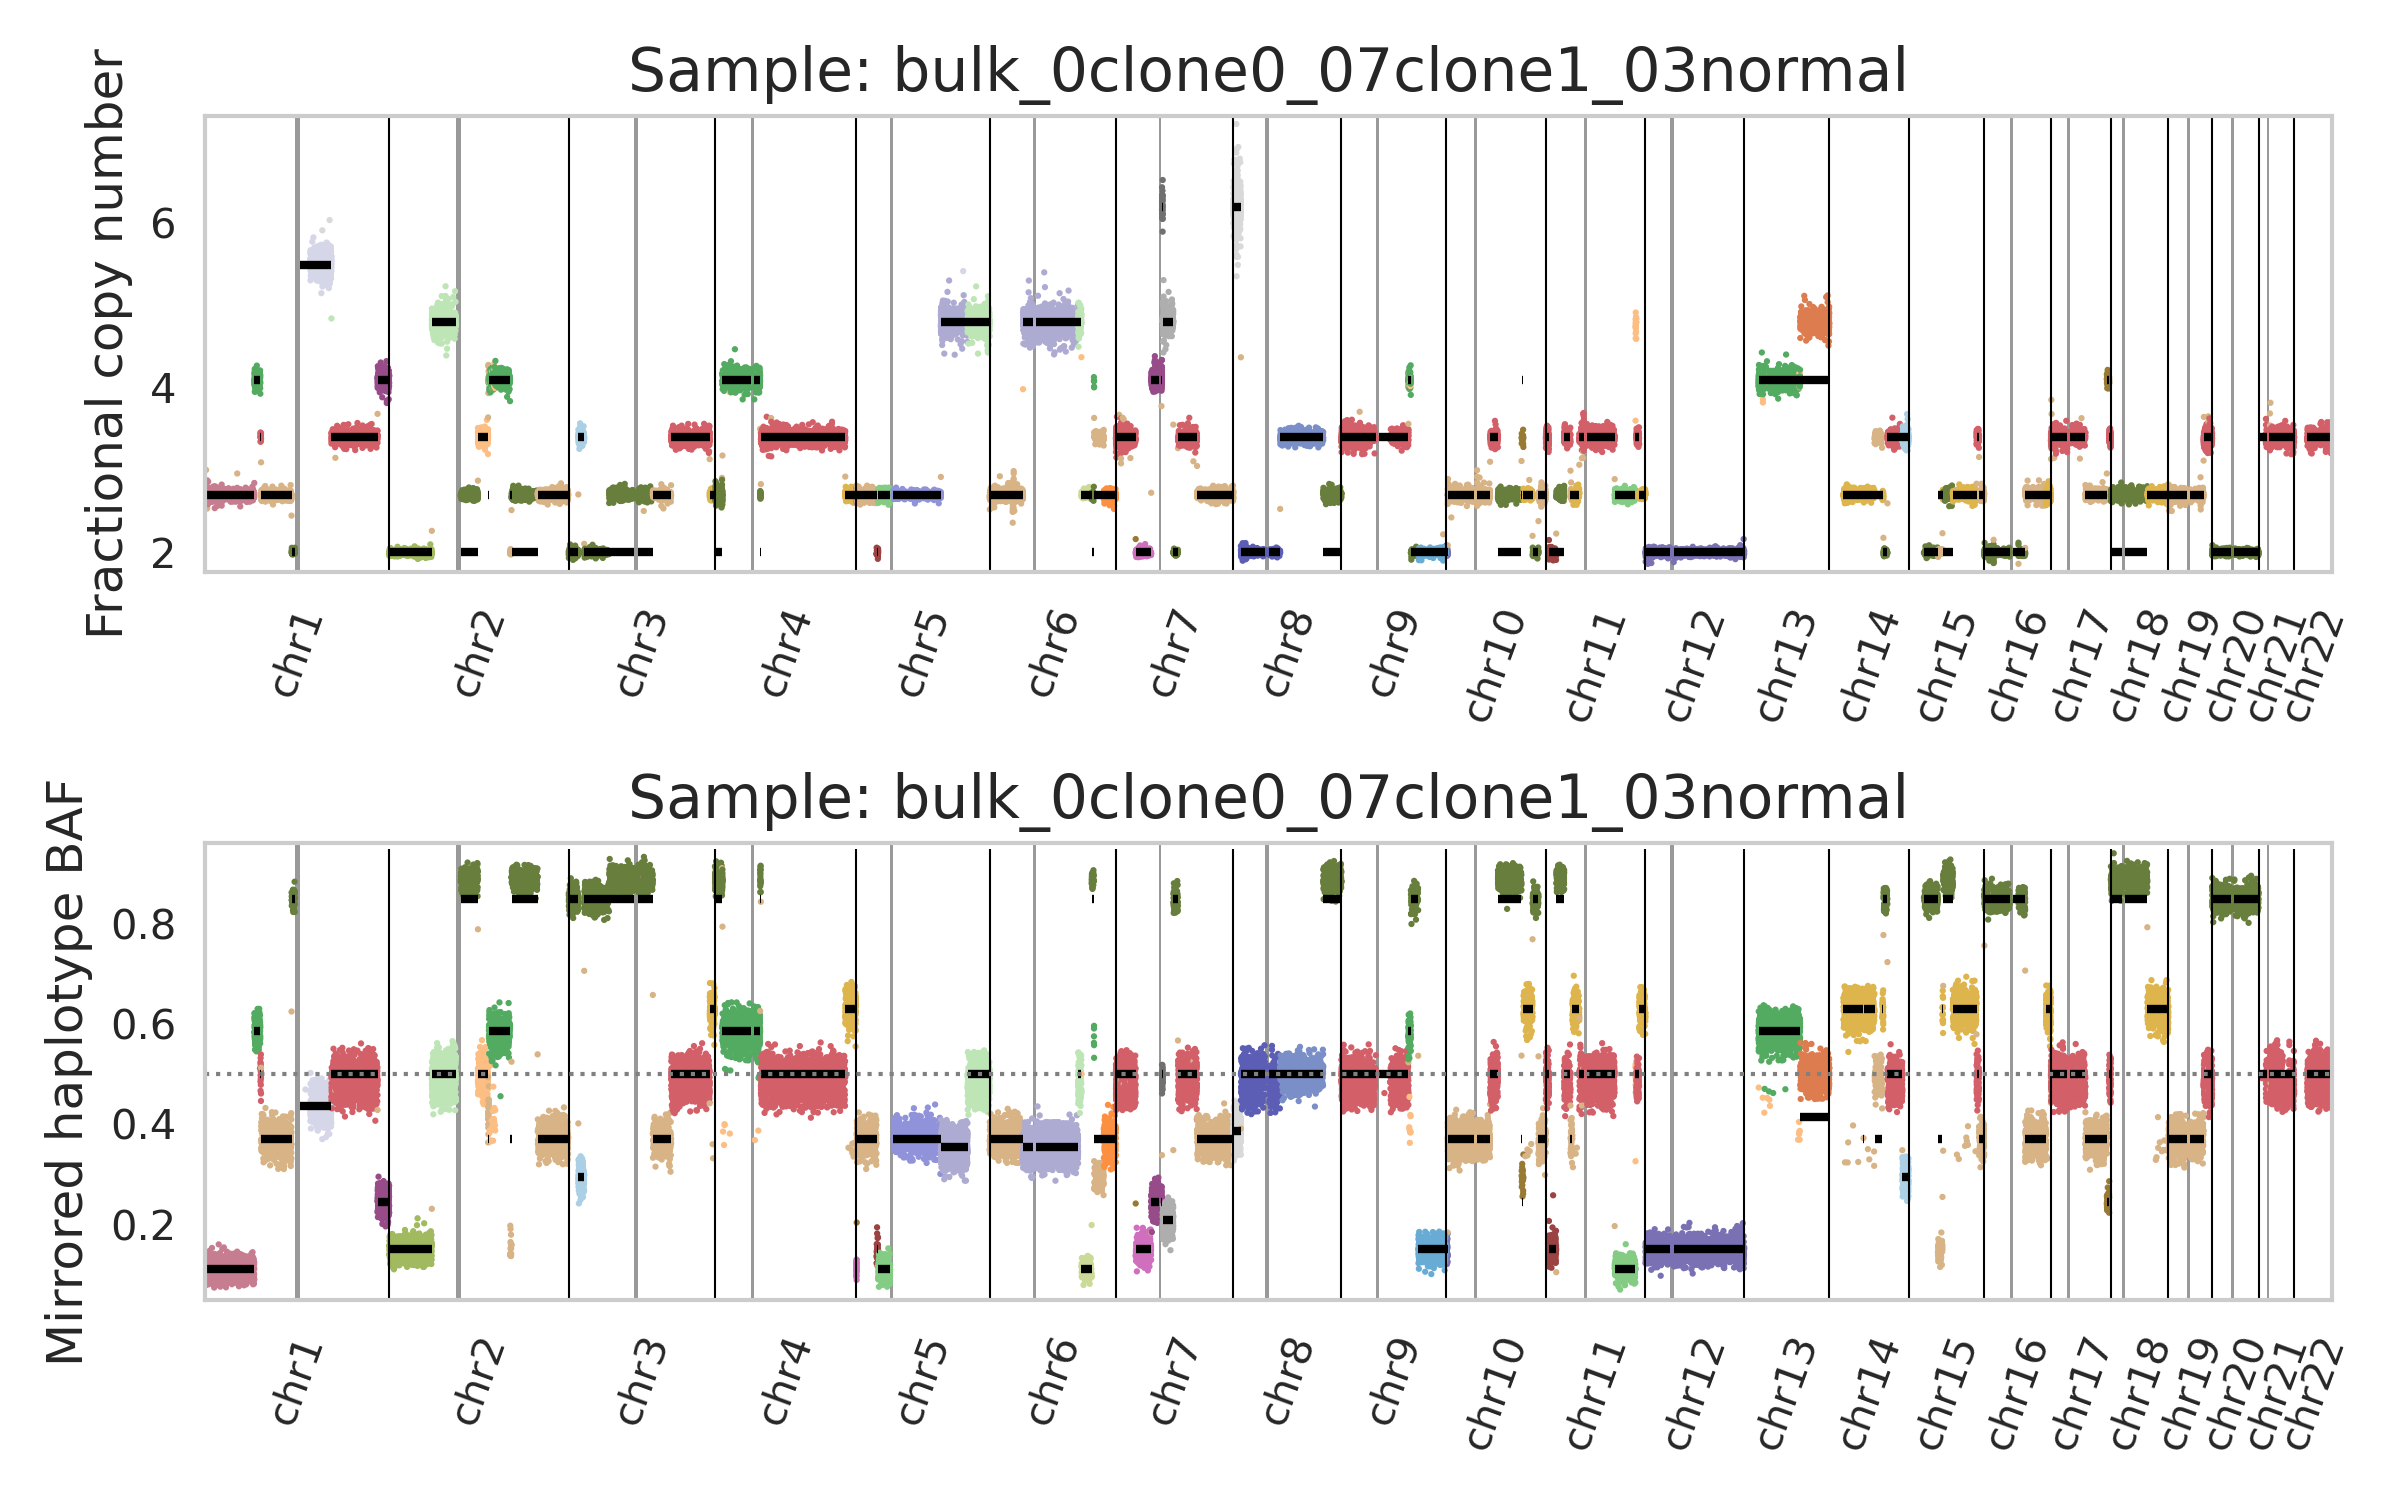 Sample: bulk_0clone0_07clone1_03normal
Fractional copy number
6
4
2
chr1 chr2 chr3 chr4 chr5 chr6 chr7 chr8 chr9 chr10 chr11 chr12 chr13 chr14 chr15 chr16 chr17 chr18 chr19 chr20 chr21 chr22
Sample: bulk_0clone0_07clone1_03normal
Mirrored haplotype BAF
0.8
0.6
0.4
0.2
chr1 chr2 chr3 chr4 chr5 chr6 chr7 chr8 chr9 chr10 chr11 chr12 chr13 chr14 chr15 chr16 chr17 chr18 chr19 chr20 chr21 chr22